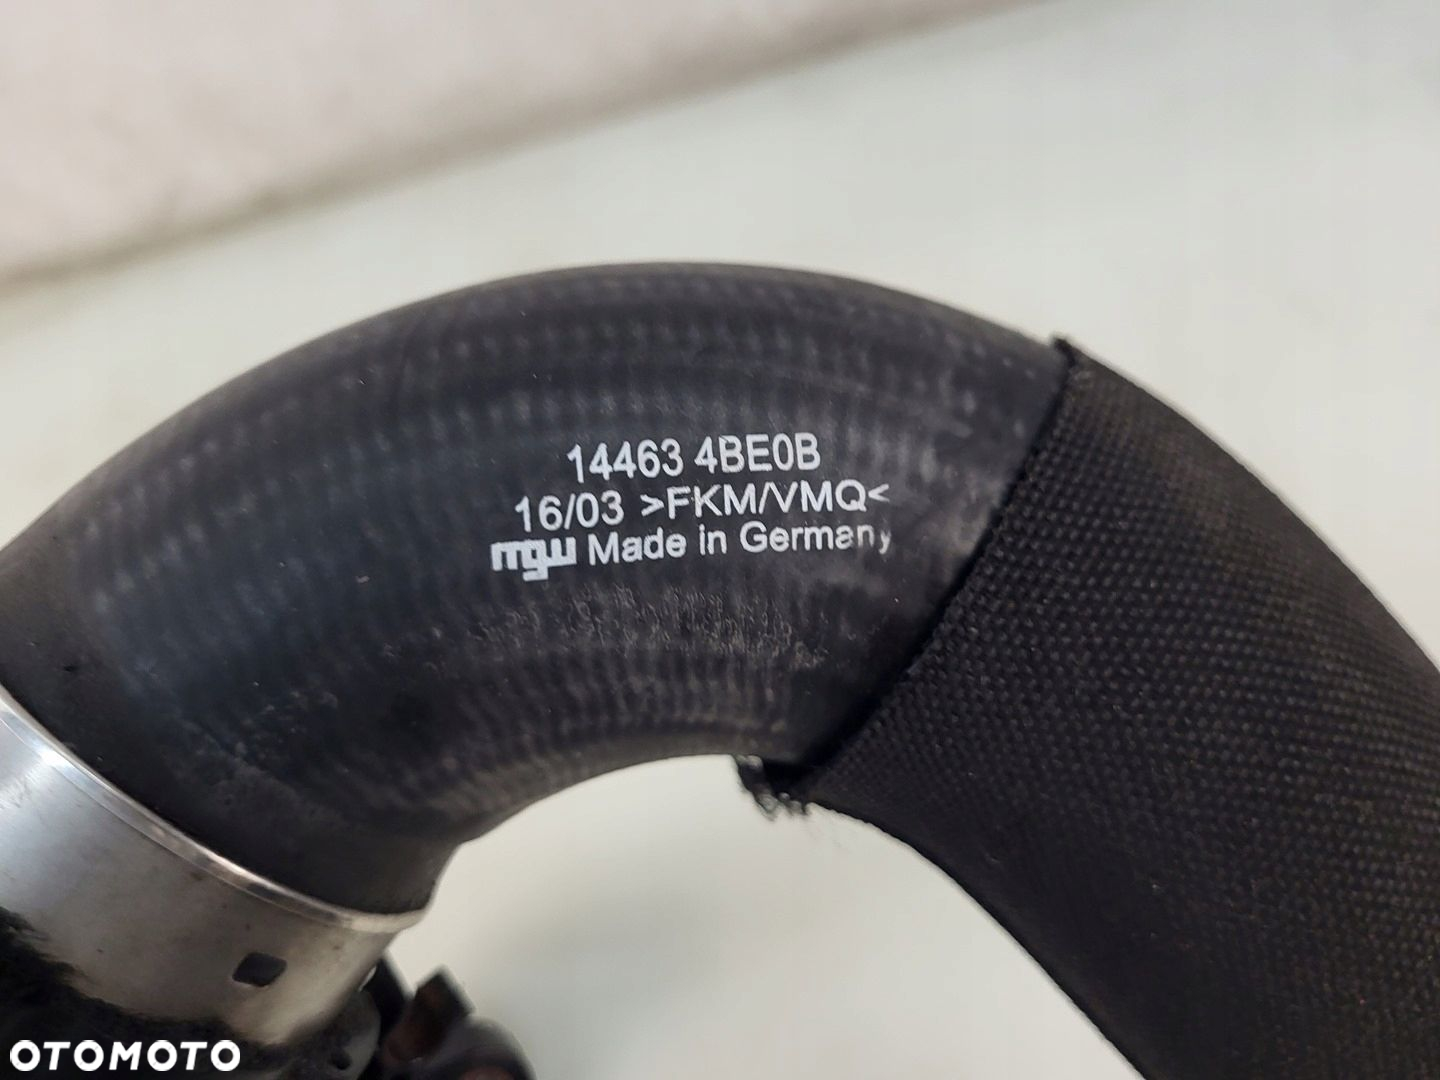 14463 4BE0B
16/03 >FKM/VMQ<
mgw Made in Germany
OTOMOTO